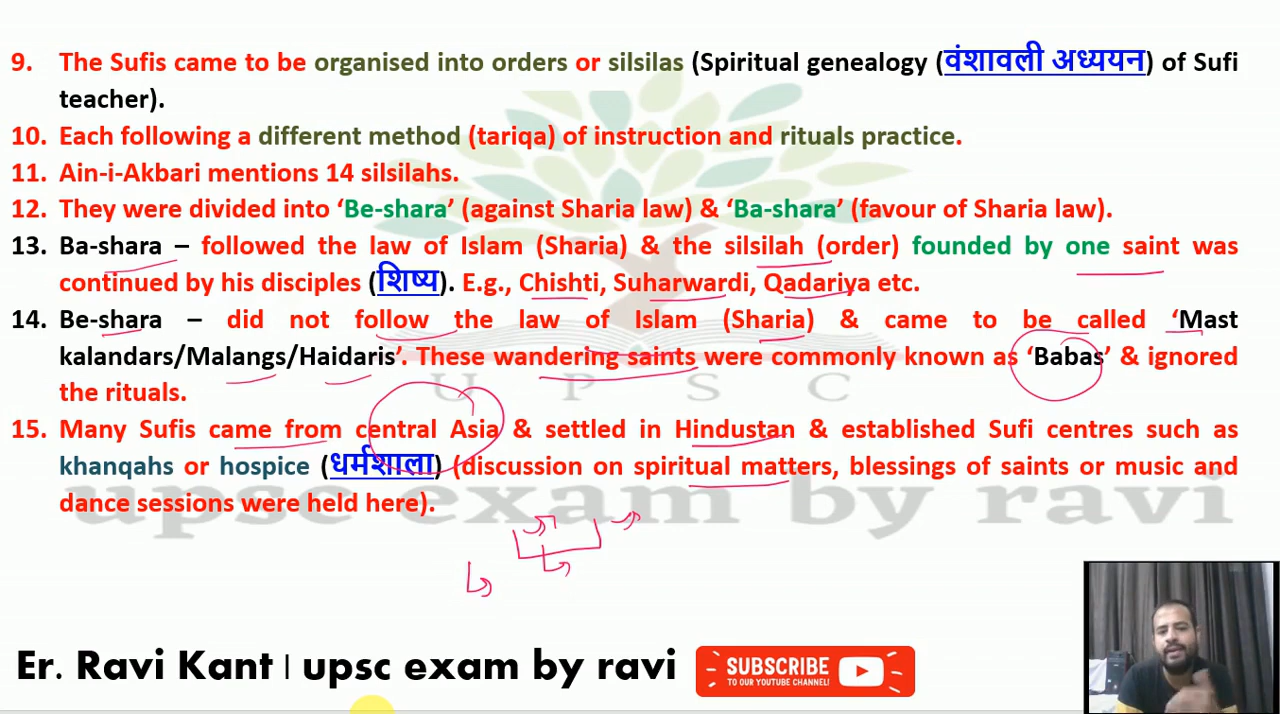 9. The Sufis came to be organised into orders or silsilas (Spiritual genealogy (वंशावली अध्ययन) of Sufi
teacher).
10. Each following a different method (tariqa) of instruction and rituals practice.
11. Ain-i-Akbari mentions 14 silsilahs.
12. They were divided into ‘Be-shara’ (against Sharia law) & ‘Ba-shara’ (favour of Sharia law).
13. Ba-shara – followed the law of Islam (Sharia) & the silsilah (order) founded by one saint was
continued by his disciples (शिष्य). E.g., Chishti, Suharwardi, Qadariya etc.
14. Be-shara – did not follow the law of Islam (Sharia) & came to be called ‘Mast
kalandars/Malangs/Haidaris’. These wandering saints were commonly known as ‘Babas’ & ignored
the rituals.
UPSC
15. Many Sufis came from central Asia & settled in Hindustan & established Sufi centres such as
khanqahs or hospice (धर्मशाला) (discussion on spiritual matters, blessings of saints or music and
dance sessions were held here).
upsc exam by ravi
Er. Ravi Kant | upsc exam by ravi
SUBSCRIBE
TO OUR YOUTUBE CHANNEL!